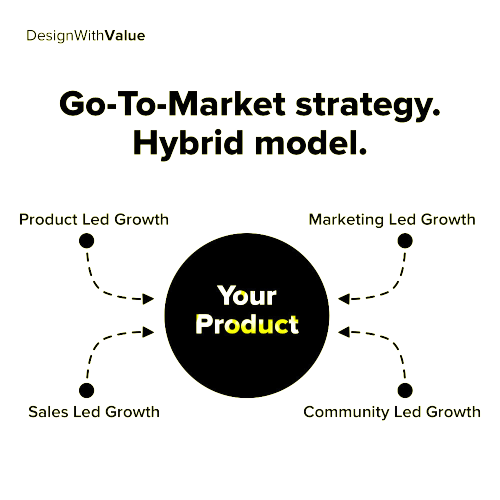 DesignWithValue
Go-To-Market strategy.
Hybrid model.
Product Led Growth
Marketing Led Growth
Your
Product
Sales Led Growth
Community Led Growth